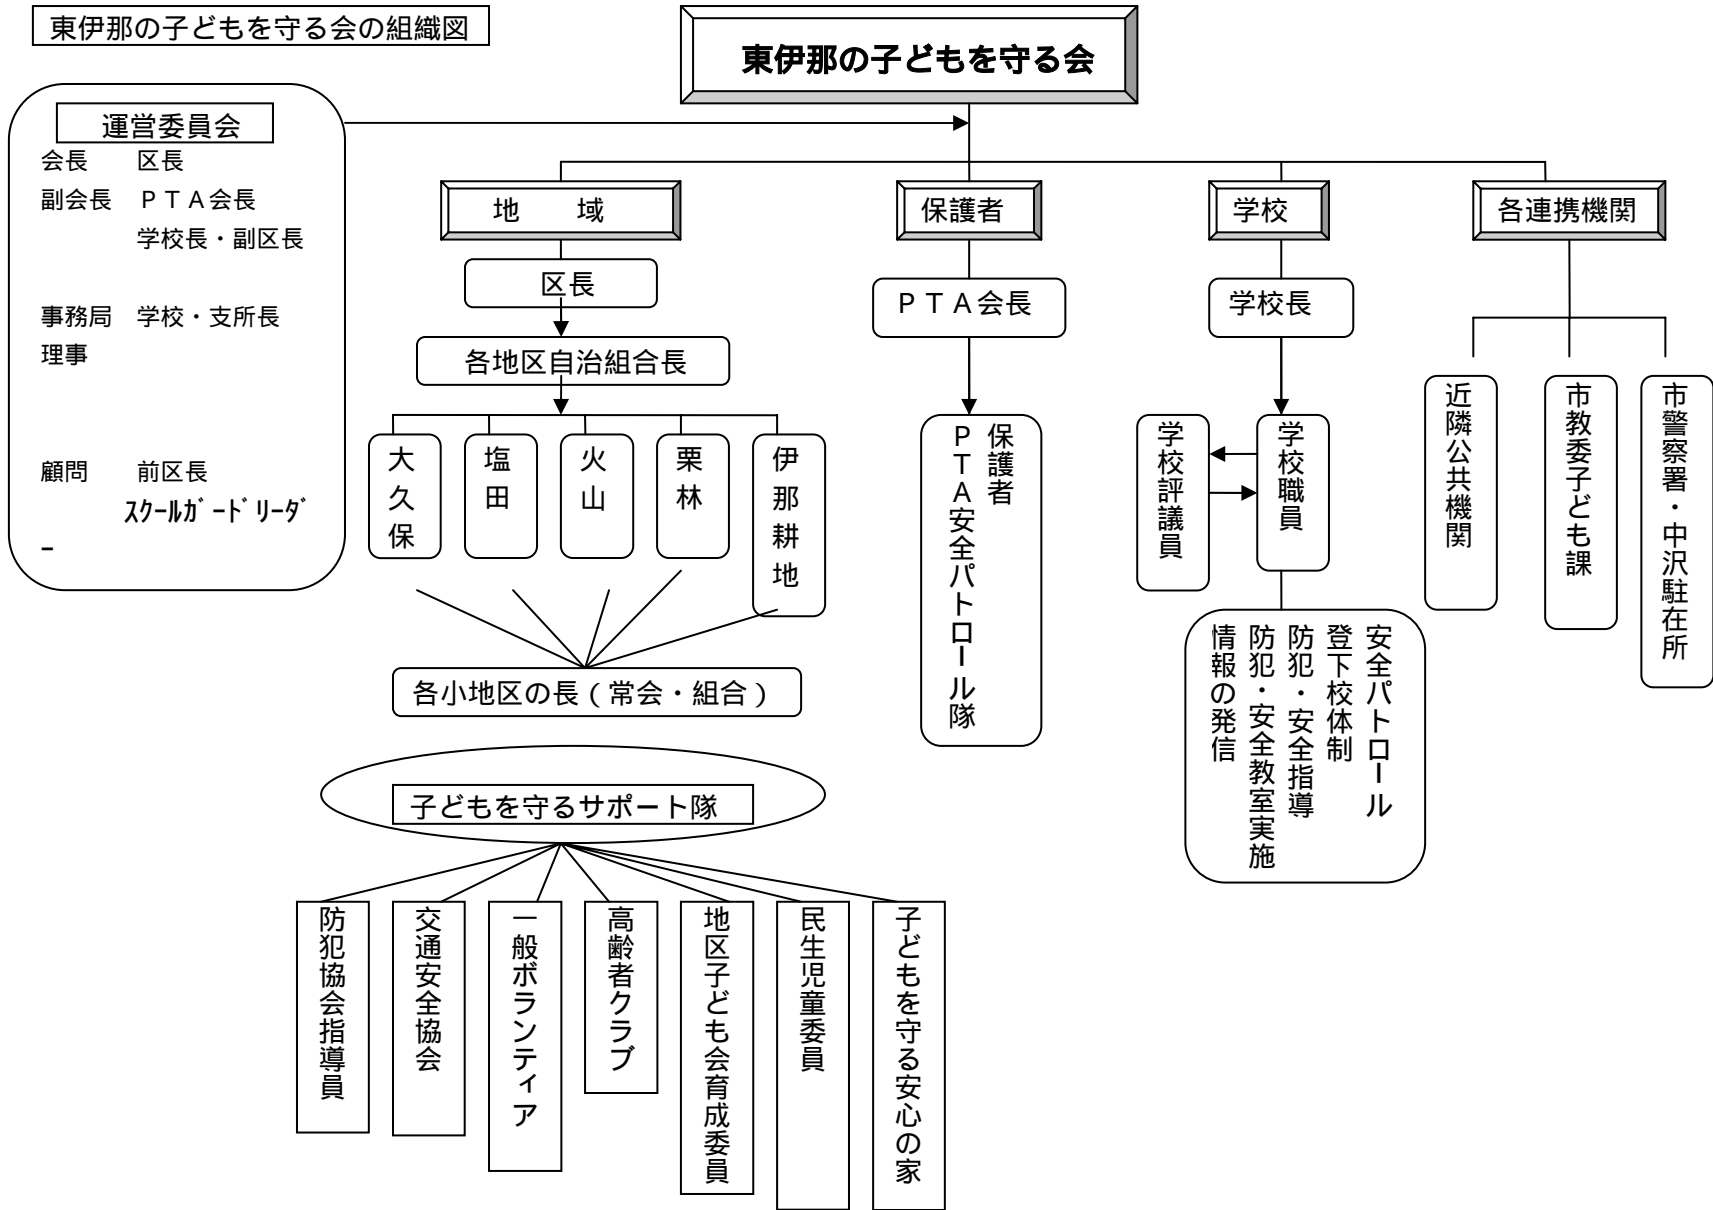 東伊那の子どもを守る会の組織図
東伊那の子どもを守る会
運営委員会
会長 区長
副会長 ＰＴＡ会長
学校長・副区長
事務局 学校・支所長
理事
顧問 前区長
ｽｸｰﾙｶﾞｰﾄﾞﾘｰﾀﾞ
ｰ
地　域
保護者
学校
各連携機関
区長
ＰＴＡ会長
学校長
各地区自治組合長
大久保
塩田
火山
栗林
伊那耕地
各小地区の長（常会・組合）
保護者
ＰＴＡ安全パトロール隊
学校評議員
学校職員
近隣公共機関
市教委子ども課
市警察署・中沢駐在所
安全パトロール
登下校体制
防犯・安全指導
防犯・安全教室実施
情報の発信
子どもを守るサポート隊
防犯協会指導員
交通安全協会
一般ボランティア
高齢者クラブ
地区子ども会育成委員
民生児童委員
子どもを守る安心の家